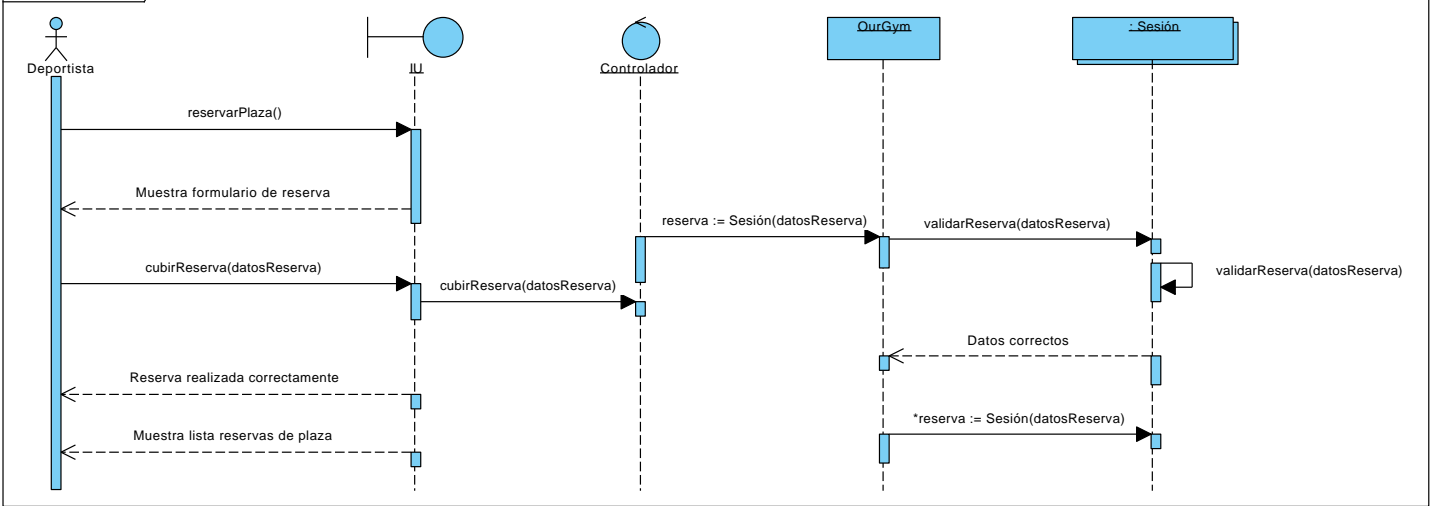 OurGym
: Sesión
Deportista
IU
Controlador
reservarPlaza()
Muestra formulario de reserva
reserva := Sesión(datosReserva)
validarReserva(datosReserva)
cubirReserva(datosReserva)
validarReserva(datosReserva)
cubirReserva(datosReserva)
Datos correctos
Reserva realizada correctamente
*reserva := Sesión(datosReserva)
Muestra lista reservas de plaza